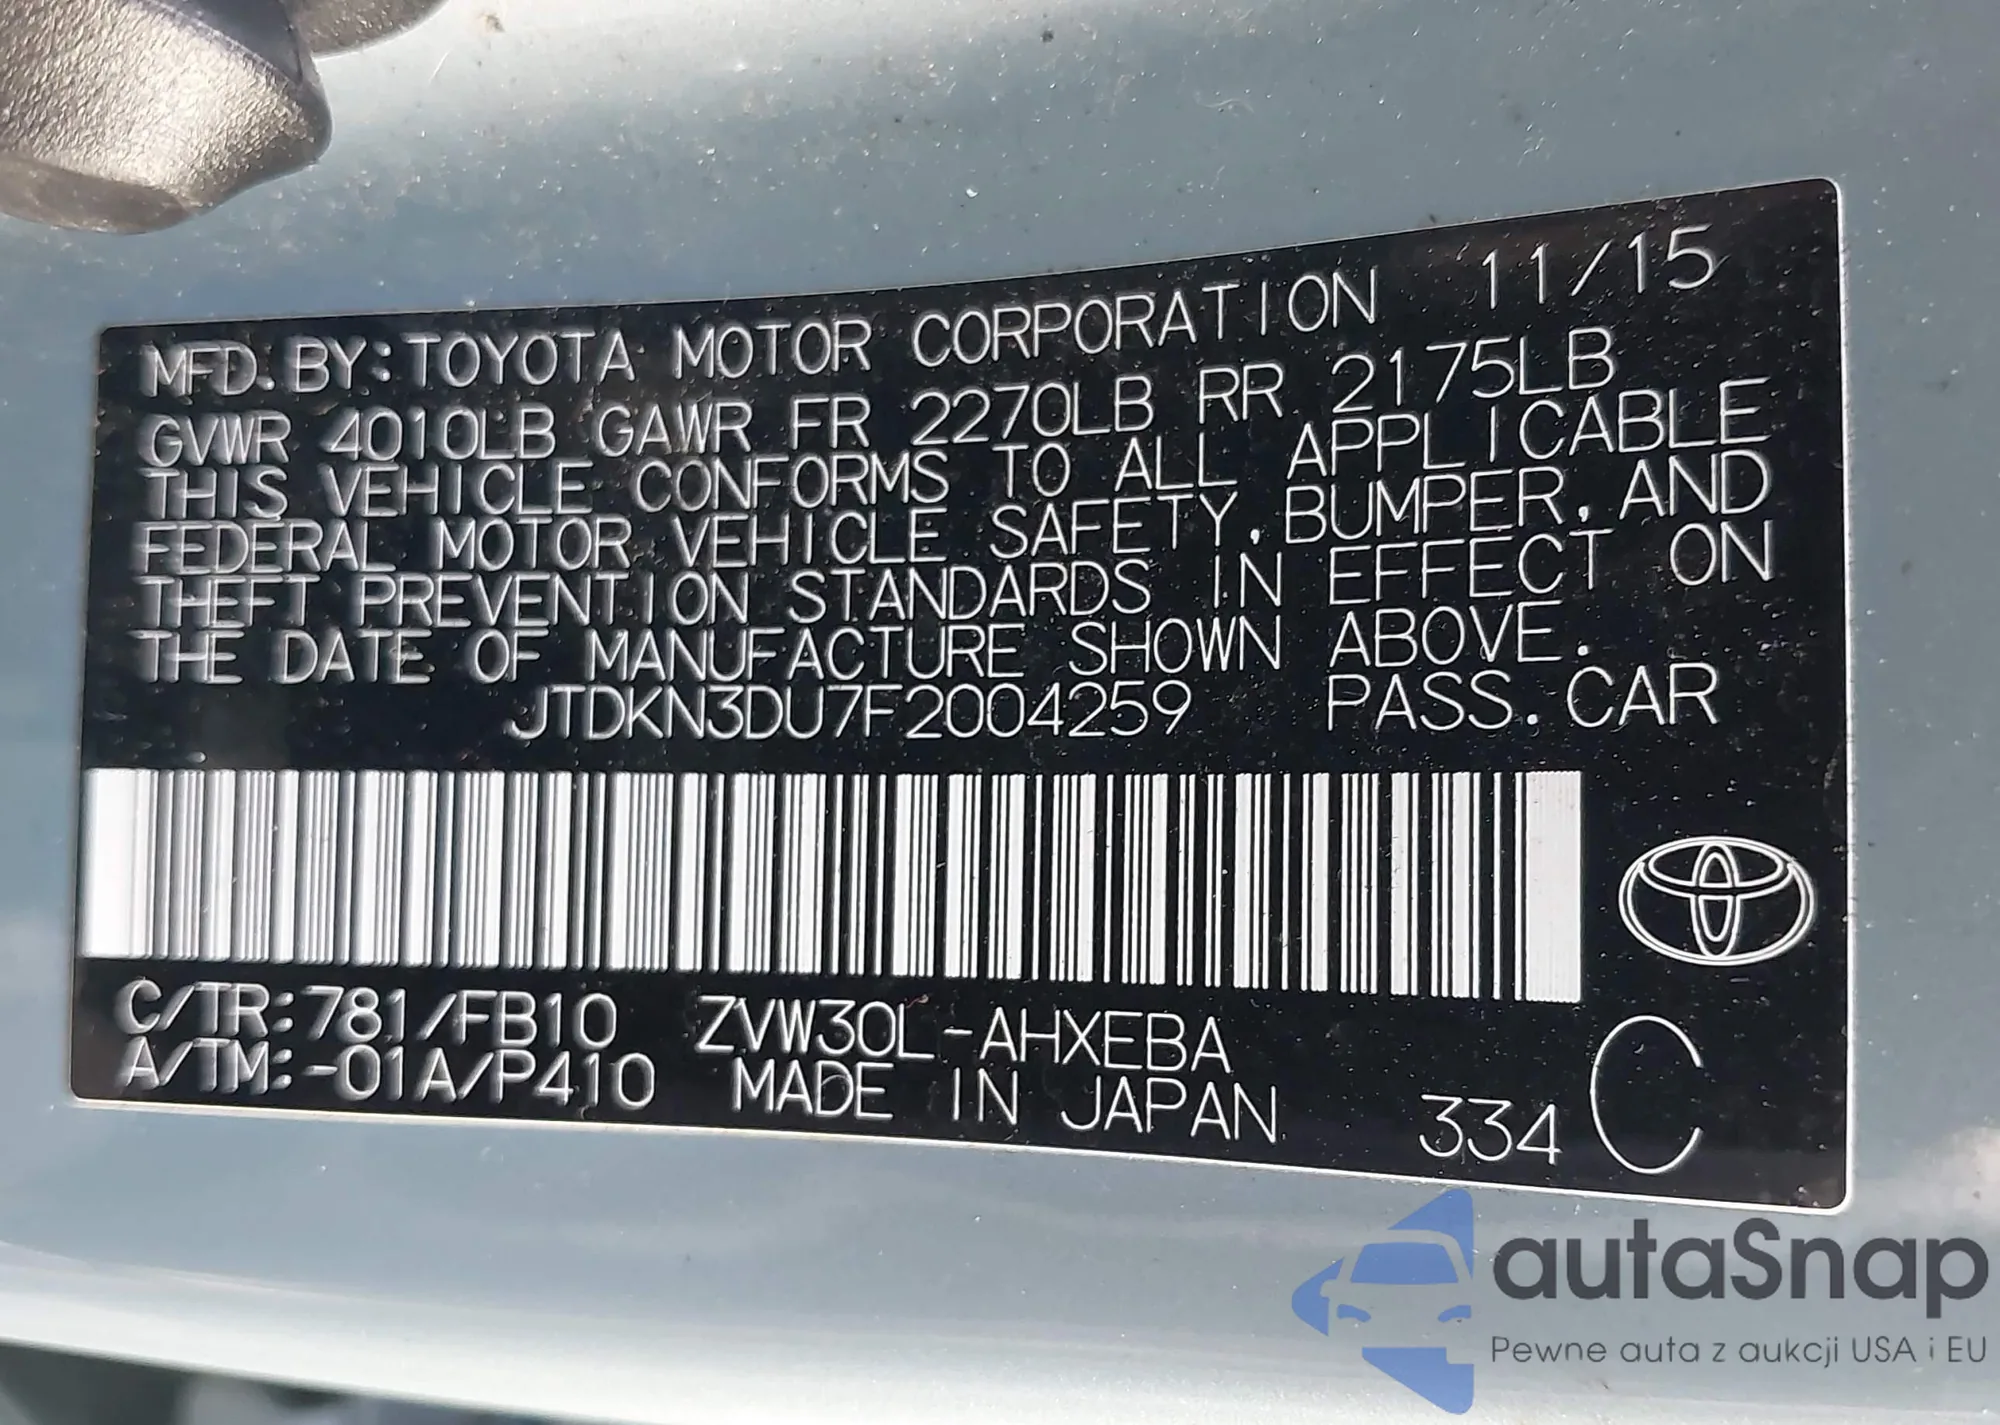 MFD. BY: TOYOTA MOTOR CORPORATION 11/15
GVWR 4010LB GAWR FR 2270LB RR 2175LB
THIS VEHICLE CONFORMS TO ALL APPLICABLE
FEDERAL MOTOR VEHICLE SAFETY, BUMPER, AND
THEFT PREVENTION STANDARDS IN EFFECT ON
THE DATE OF MANUFACTURE SHOWN ABOVE.
JTDKN3DU7F2004259 PASS. CAR
C/TR: 781/FB10 ZVW30L-AHXEBA
A/TM: -01A/P410 MADE IN JAPAN 334 C
autaSnap
Pewne auta z aukcji USA i EU